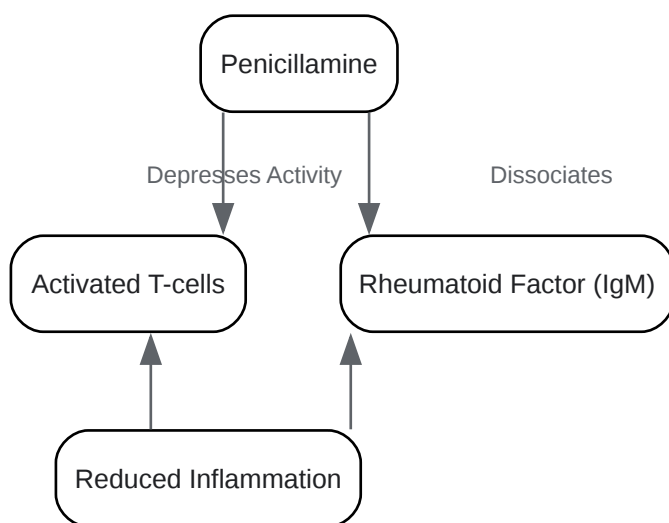 Penicillamine
Depresses Activity
Dissociates
Activated T-cells
Rheumatoid Factor (IgM)
Reduced Inflammation